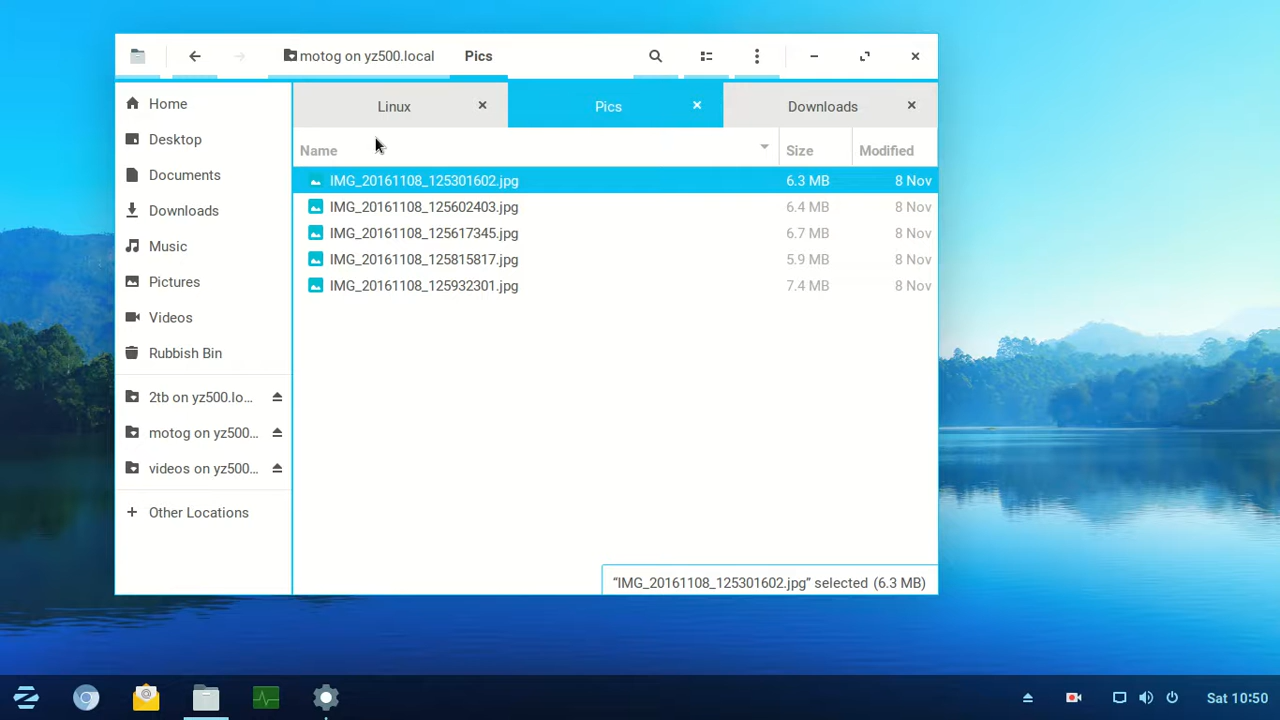 motog on yz500.local Pics
Linux Pics Downloads
Home
Desktop
Documents
Downloads
Music
Pictures
Videos
Rubbish Bin
2tb on yz500.lo...
motog on yz500...
videos on yz500...
Other Locations
Name Size Modified
IMG_20161108_125301602.jpg 6.3 MB 8 Nov
IMG_20161108_125602403.jpg 6.4 MB 8 Nov
IMG_20161108_125617345.jpg 6.7 MB 8 Nov
IMG_20161108_125815817.jpg 5.9 MB 8 Nov
IMG_20161108_125932301.jpg 7.4 MB 8 Nov
“IMG_20161108_125301602.jpg” selected (6.3 MB)
Sat 10:50